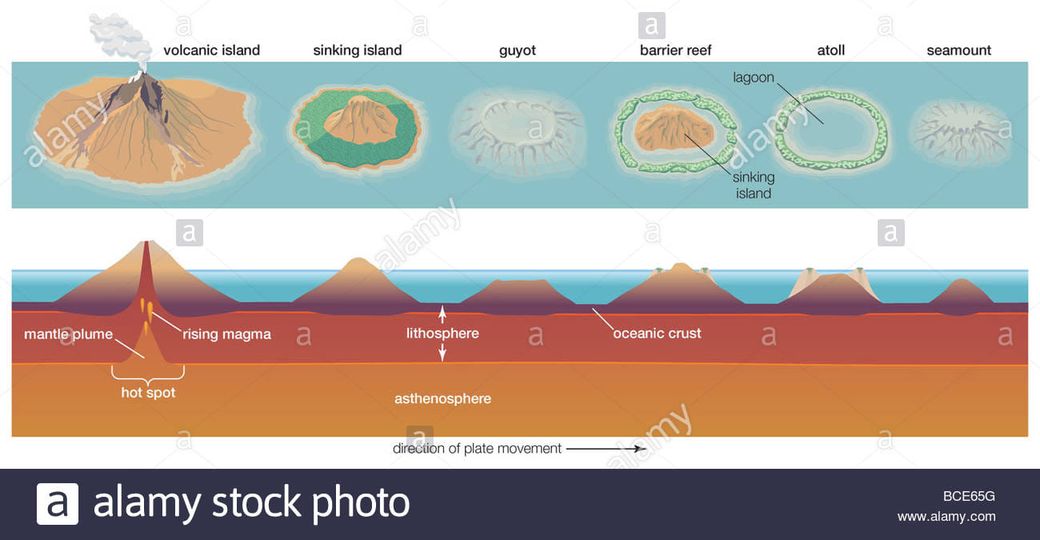 volcanic island
sinking island
guyot
barrier reef
atoll
seamount
lagoon
sinking
island
mantle plume
rising magma
lithosphere
oceanic crust
hot spot
asthenosphere
direction of plate movement
a
alamy
a alamy stock photo
BCE65G
www.alamy.com